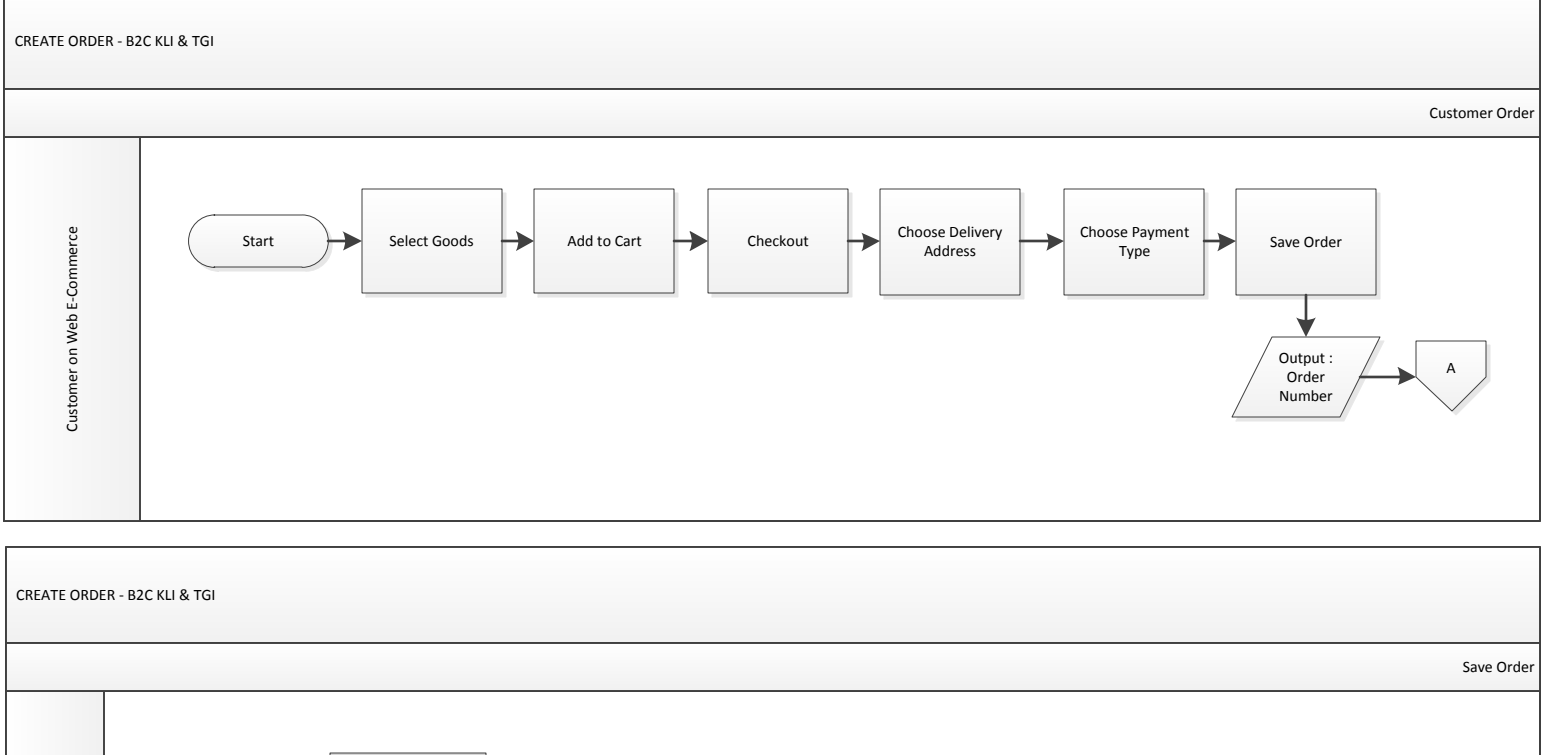 CREATE ORDER - B2C KLI & TGI
Customer Order
Customer on Web E-Commerce
Start
Select Goods
Add to Cart
Checkout
Choose Delivery
Address
Choose Payment
Type
Save Order
Output :
Order
Number
A
CREATE ORDER - B2C KLI & TGI
Save Order